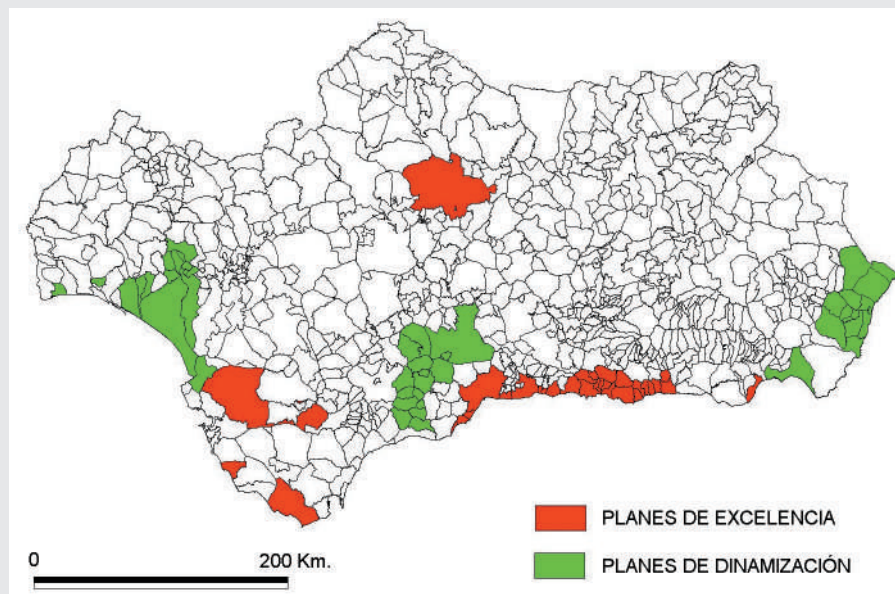 PLANES DE EXCELENCIA
0 200 Km.
PLANES DE DINAMIZACIÓN